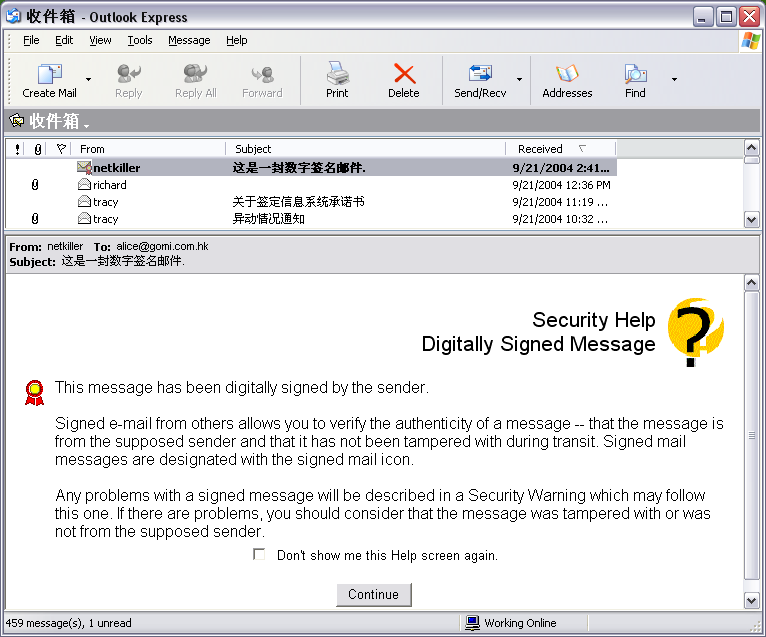 收件箱 - Outlook Express
File Edit View Tools Message Help
Create Mail Reply Reply All Forward Print Delete Send/Recv Addresses Find
收件箱
! From Subject Received
netkiller 这是一封数字签名邮件. 9/21/2004 2:41...
richard 9/21/2004 12:36 PM
tracy 关于签定信息系统承诺书 9/21/2004 11:19 ...
tracy 异动情况通知 9/21/2004 10:32 ...
From: netkiller To: alice@gomi.com.hk
Subject: 这是一封数字签名邮件.
Security Help
Digitally Signed Message
?
This message has been digitally signed by the sender.
Signed e-mail from others allows you to verify the authenticity of a message -- that the message is
from the supposed sender and that it has not been tampered with during transit. Signed mail
messages are designated with the signed mail icon.
Any problems with a signed message will be described in a Security Warning which may follow
this one. If there are problems, you should consider that the message was tampered with or was
not from the supposed sender.
Don't show me this Help screen again.
Continue
459 message(s), 1 unread Working Online